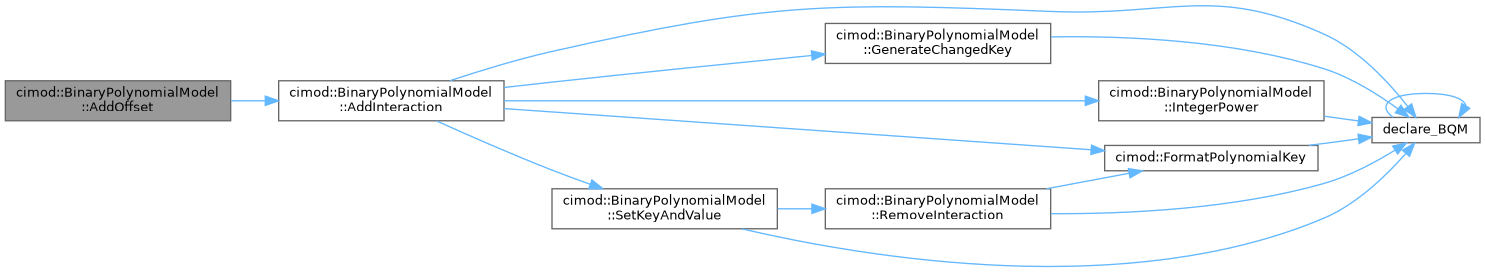 cimod::BinaryPolynomialModel
::AddOffset
cimod::BinaryPolynomialModel
::AddInteraction
cimod::BinaryPolynomialModel
::GenerateChangedKey
cimod::BinaryPolynomialModel
::IntegerPower
declare_BQM
cimod::FormatPolynomialKey
cimod::BinaryPolynomialModel
::SetKeyAndValue
cimod::BinaryPolynomialModel
::RemoveInteraction